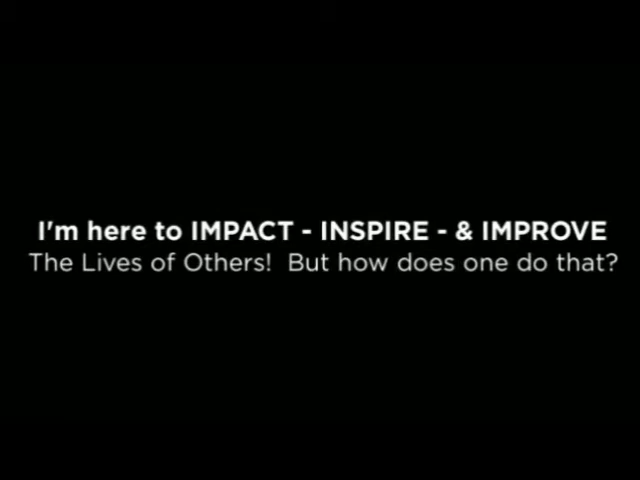 I'm here to IMPACT - INSPIRE - & IMPROVE
The Lives of Others!  But how does one do that?